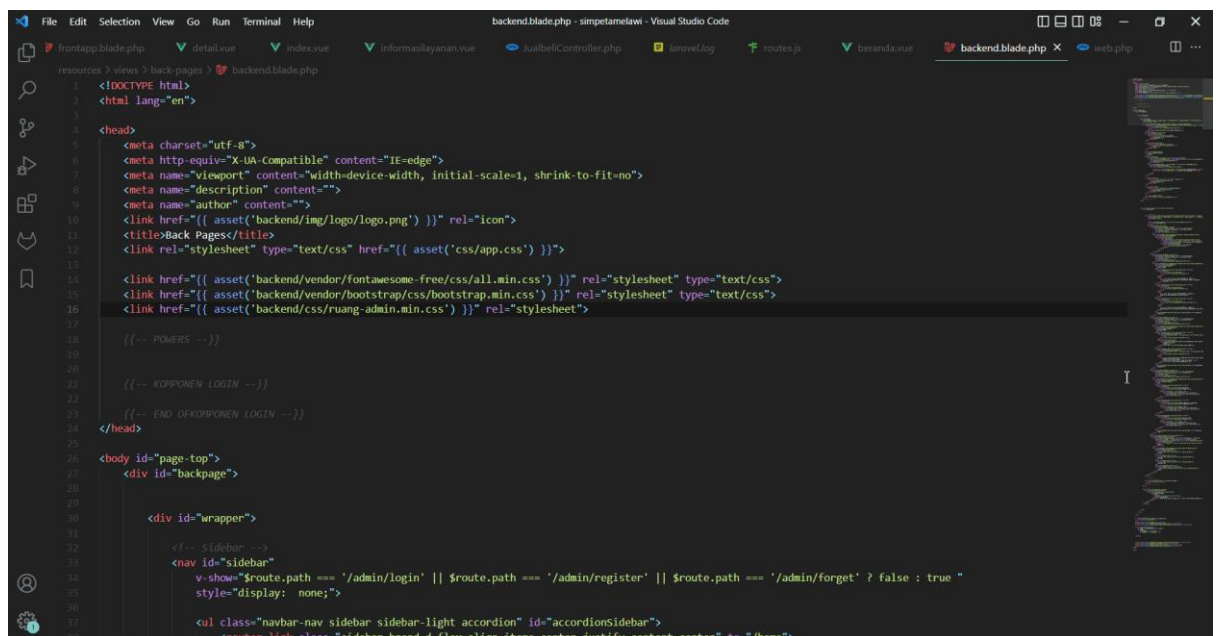 File Edit Selection View Go Run Terminal Help backend.blade.php - simpetamelawi - Visual Studio Code
frontapp.blade.php detail.vue index.vue informasilayanan.vue JualbeliController.php laravel.log routes.js beranda.vue backend.blade.php web.php
resources > views > back-pages > backend.blade.php
1 <!DOCTYPE html>
2 <html lang="en">
3
4 <head>
5 <meta charset="utf-8">
6 <meta http-equiv="X-UA-Compatible" content="IE=edge">
7 <meta name="viewport" content="width=device-width, initial-scale=1, shrink-to-fit=no">
8 <meta name="description" content="">
9 <meta name="author" content="">
10 <link href="{{ asset('backend/img/logo/logo.png') }}" rel="icon">
11 <title>Back Pages</title>
12 <link rel="stylesheet" type="text/css" href="{{ asset('css/app.css') }}">
13
14 <link href="{{ asset('backend/vendor/fontawesome-free/css/all.min.css') }}" rel="stylesheet" type="text/css">
15 <link href="{{ asset('backend/vendor/bootstrap/css/bootstrap.min.css') }}" rel="stylesheet" type="text/css">
16 <link href="{{ asset('backend/css/ruang-admin.min.css') }}" rel="stylesheet">
17
18 {{-- POWERS --}}
19
20
21 {{-- KOMPONEN LOGIN --}}
22
23 {{-- END OFKOMPONEN LOGIN --}}
24 </head>
25
26 <body id="page-top">
27 <div id="backpage">
28
29
30 <div id="wrapper">
31
32 <!-- Sidebar -->
33 <nav id="sidebar"
34 v-show="$route.path === '/admin/login' || $route.path === '/admin/register' || $route.path === '/admin/forget' ? false : true "
35 style="display: none;">
36
37 <ul class="navbar-nav sidebar sidebar-light accordion" id="accordionSidebar">
1